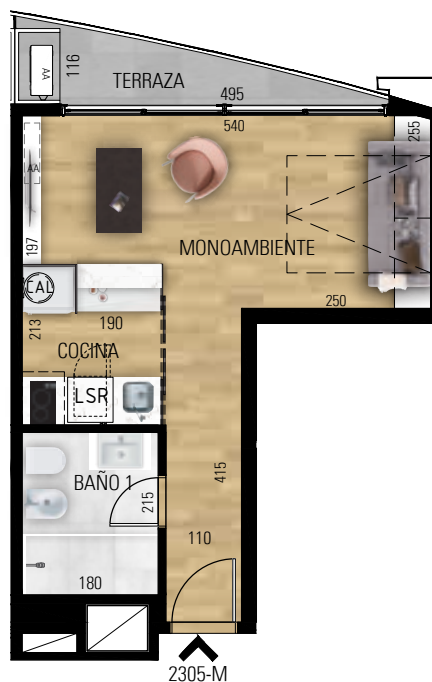 AA
116
TERRAZA
495
540
255
AA
197
MONOAMBIENTE
CAL
250
213
190
COCINA
LSR
415
BAÑO 1
215
110
180
2305-M